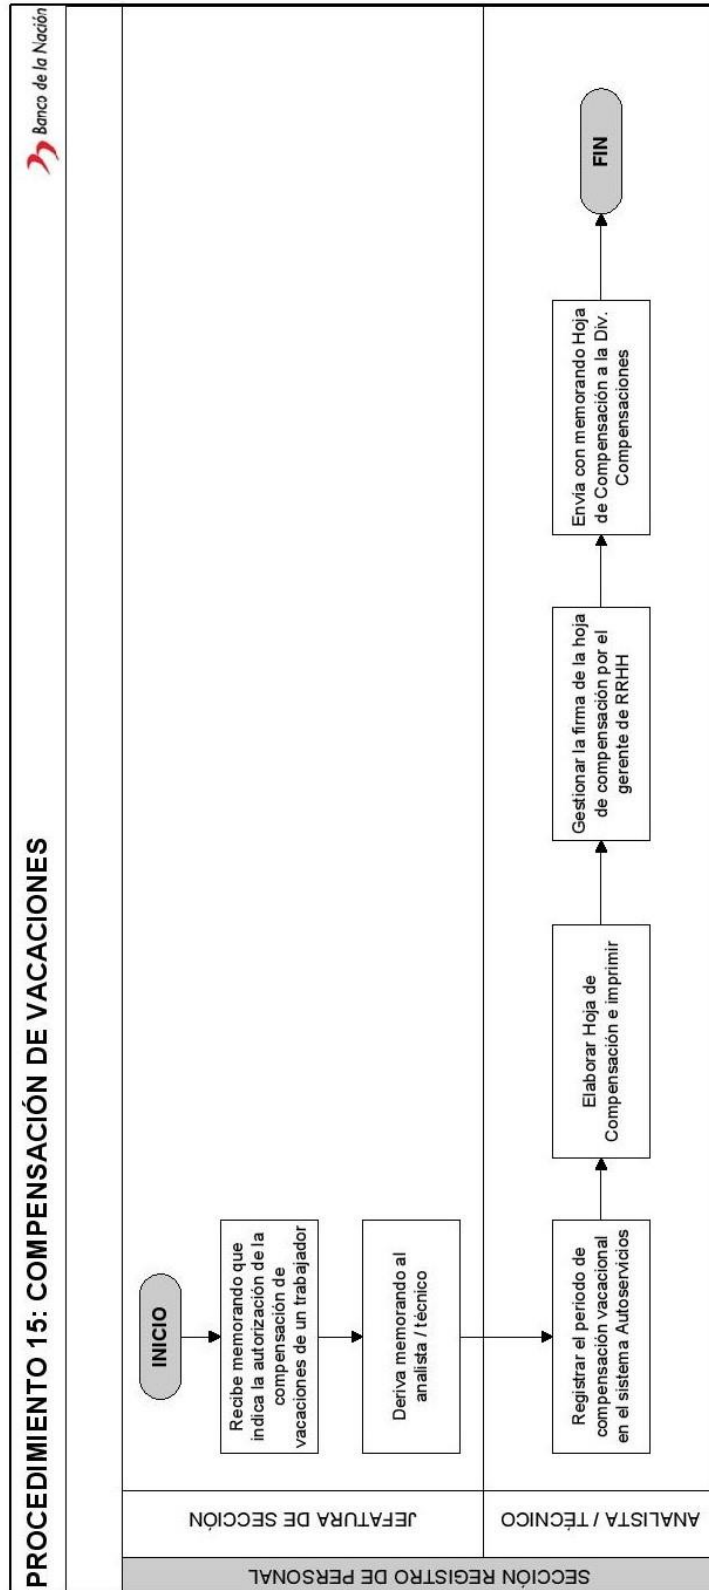 PROCEDIMIENTO 15: COMPENSACIÓN DE VACACIONES
Banco de la Nación
SECCIÓN REGISTRO DE PERSONAL
JEFATURA DE SECCIÓN
INICIO
Recibe memorando que
indica la autorización de la
compensación de
vacaciones de un trabajador
Deriva memorando al
analista / técnico
ANALISTA / TÉCNICO
Registrar el periodo de
compensación vacacional
en el sistema Autoservicios
Elaborar Hoja de
Compensación e imprimir
Gestionar la firma de la hoja
de compensación por el
gerente de RRHH
Envía con memorando Hoja
de Compensación a la Div.
Compensaciones
FIN